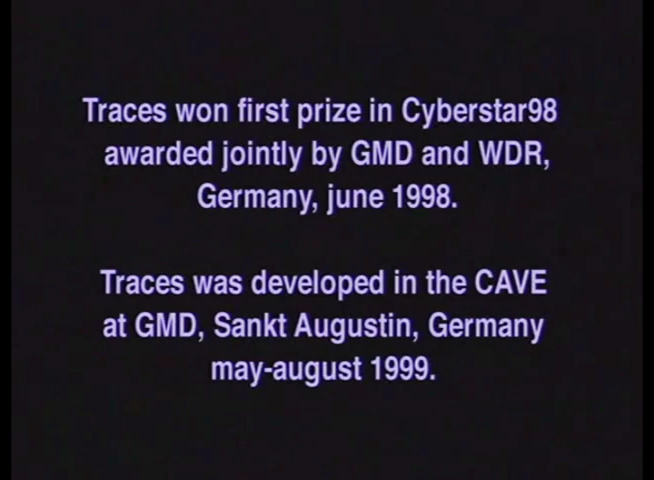 Traces won first prize in Cyberstar98
awarded jointly by GMD and WDR,
Germany, june 1998.
Traces was developed in the CAVE
at GMD, Sankt Augustin, Germany
may-august 1999.